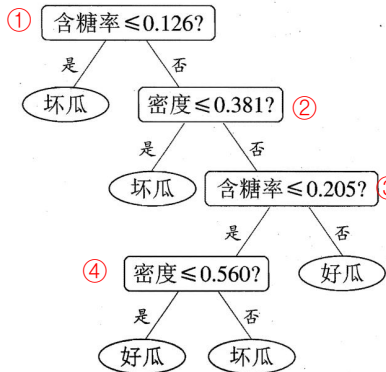 ① 含糖率≤0.126?
是 否
坏瓜 密度≤0.381? ②
是 否
坏瓜 含糖率≤0.205? ③
是 否
④ 密度≤0.560? 好瓜
是 否
好瓜 坏瓜